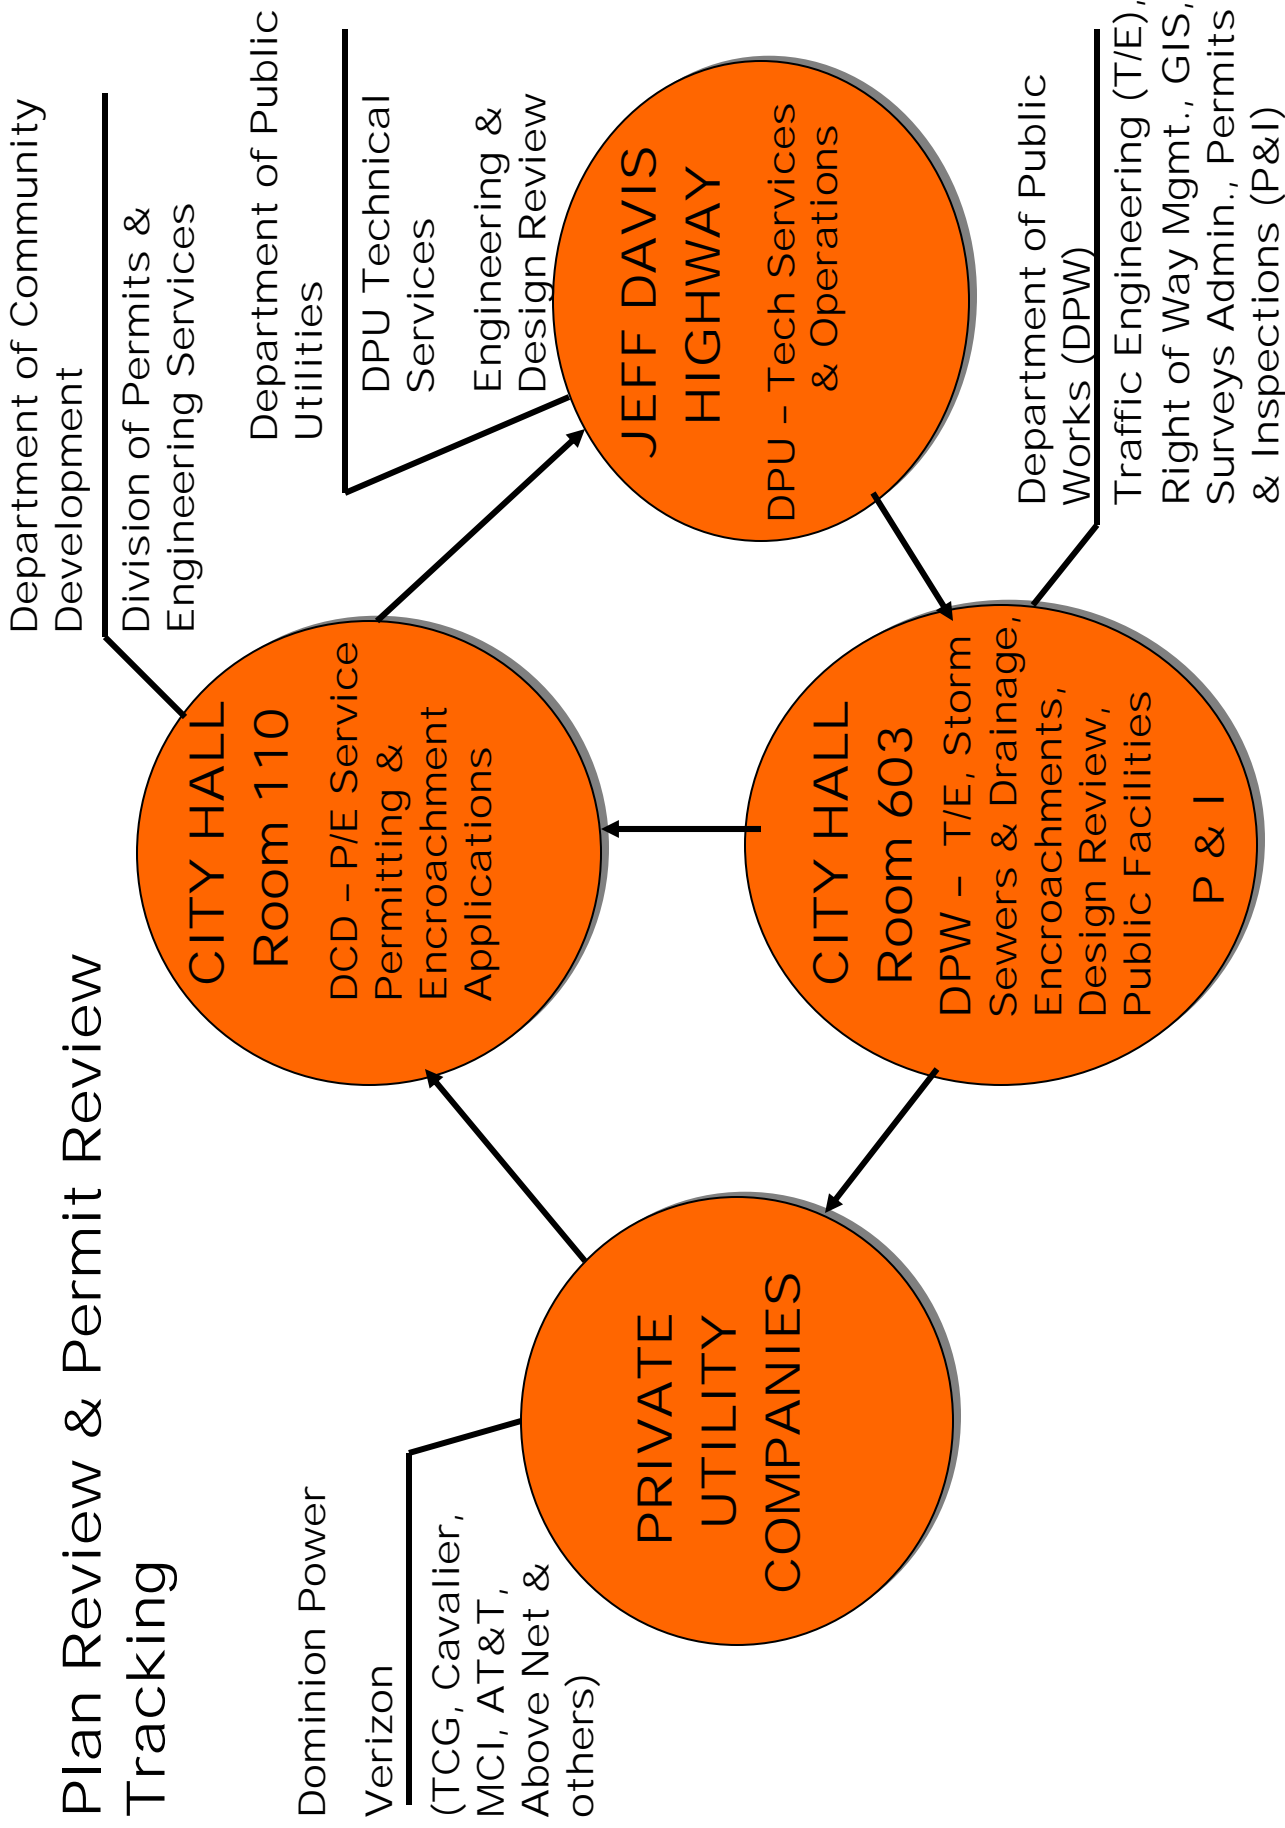 Plan Review & Permit Review
Tracking
Department of Community
Development
Division of Permits &
Engineering Services
Department of Public
Utilities
DPU Technical
Services
Engineering &
Design Review
Dominion Power
Verizon
(TCG, Cavalier,
MCI, AT&T,
Above Net &
others)
CITY HALL
Room 110
DCD – P/E Service
Permitting &
Encroachment
Applications
JEFF DAVIS
HIGHWAY
DPU – Tech Services
& Operations
PRIVATE
UTILITY
COMPANIES
CITY HALL
Room 603
DPW – T/E, Storm
Sewers & Drainage,
Encroachments,
Design Review,
Public Facilities
P & I
Department of Public
Works (DPW)
Traffic Engineering (T/E),
Right of Way Mgmt., GIS,
Surveys Admin., Permits
& Inspections (P&I)